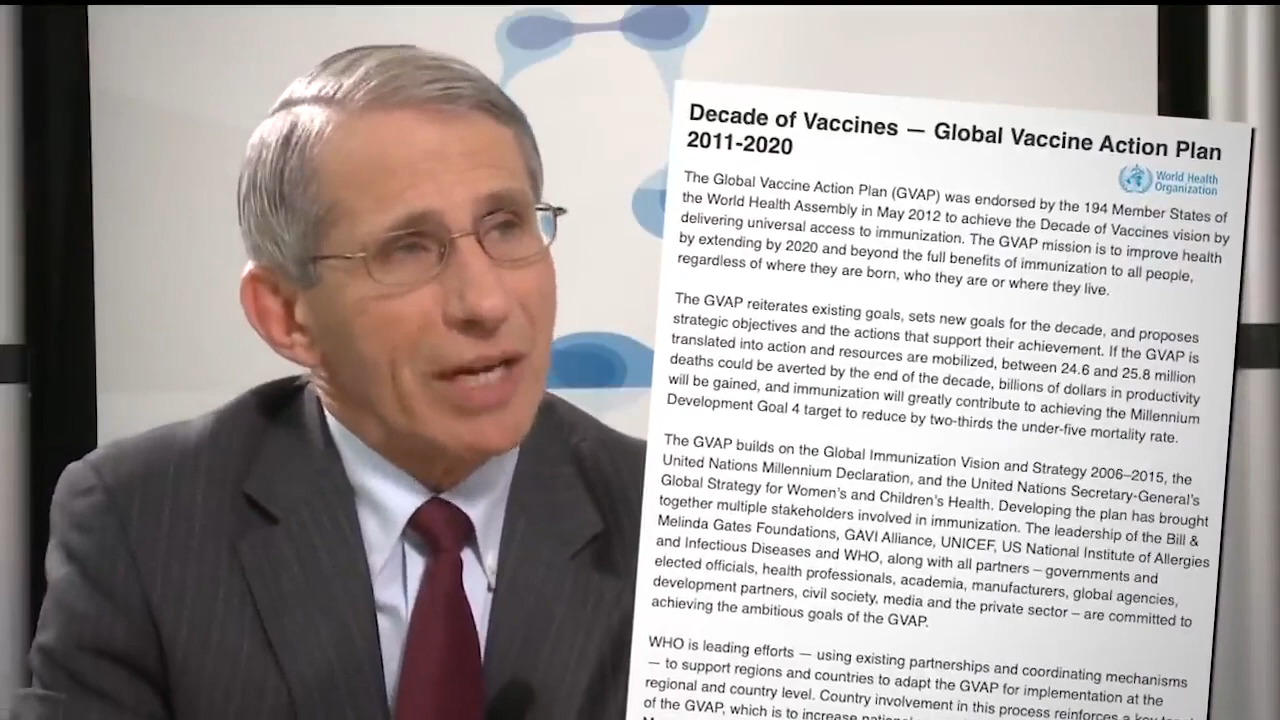 Decade of Vaccines — Global Vaccine Action Plan
2011-2020
World Health
Organization
The Global Vaccine Action Plan (GVAP) was endorsed by the 194 Member States of
the World Health Assembly in May 2012 to achieve the Decade of Vaccines vision by
delivering universal access to immunization. The GVAP mission is to improve health
by extending by 2020 and beyond the full benefits of immunization to all people,
regardless of where they are born, who they are or where they live.
The GVAP reiterates existing goals, sets new goals for the decade, and proposes
strategic objectives and the actions that support their achievement. If the GVAP is
translated into action and resources are mobilized, between 24.6 and 25.8 million
deaths could be averted by the end of the decade, billions of dollars in productivity
will be gained, and immunization will greatly contribute to achieving the Millennium
Development Goal 4 target to reduce by two-thirds the under-five mortality rate.
The GVAP builds on the Global Immunization Vision and Strategy 2006–2015, the
United Nations Millennium Declaration, and the United Nations Secretary-General's
Global Strategy for Women's and Children's Health. Developing the plan has brought
together multiple stakeholders involved in immunization. The leadership of the Bill &
Melinda Gates Foundations, GAVI Alliance, UNICEF, US National Institute of Allergies
and Infectious Diseases and WHO, along with all partners – governments and
elected officials, health professionals, academia, manufacturers, global agencies,
development partners, civil society, media and the private sector – are committed to
achieving the ambitious goals of the GVAP.
WHO is leading efforts — using existing partnerships and coordinating mechanisms
— to support regions and countries to adapt the GVAP for implementation at the
regional and country level. Country involvement in this process reinforces a
of the GVAP, which is to increase